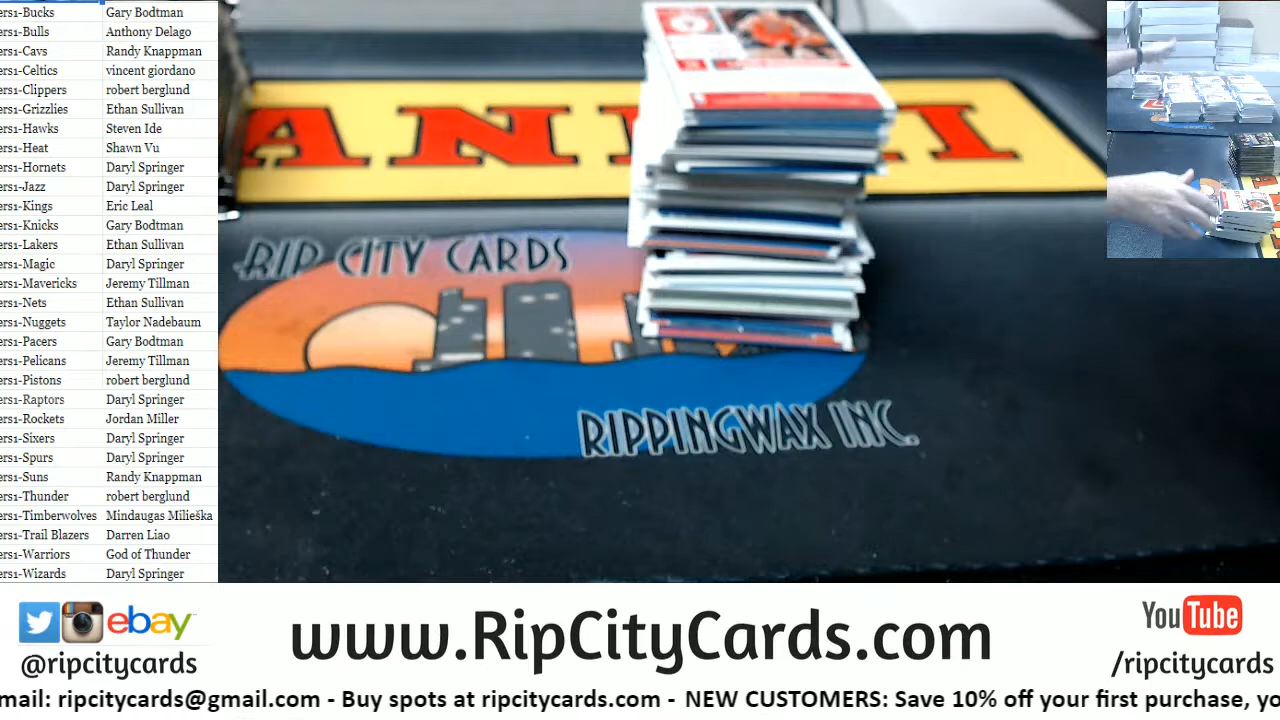 ers1-Bucks Gary Bodtman
ers1-Bulls Anthony Delago
ers1-Cavs Randy Knappman
ers1-Celtics vincent giordano
ers1-Clippers robert berglund
ers1-Grizzlies Ethan Sullivan
ers1-Hawks Steven Ide
ers1-Heat Shawn Vu
ers1-Hornets Daryl Springer
ers1-Jazz Daryl Springer
ers1-Kings Eric Leal
ers1-Knicks Gary Bodtman
ers1-Lakers Ethan Sullivan
ers1-Magic Daryl Springer
ers1-Mavericks Jeremy Tillman
ers1-Nets Ethan Sullivan
ers1-Nuggets Taylor Nadebaum
ers1-Pacers Gary Bodtman
ers1-Pelicans Jeremy Tillman
ers1-Pistons robert berglund
ers1-Raptors Daryl Springer
ers1-Rockets Jordan Miller
ers1-Sixers Daryl Springer
ers1-Spurs Daryl Springer
ers1-Suns Randy Knappman
ers1-Thunder robert berglund
ers1-Timberwolves Mindaugas Milieška
ers1-Trail Blazers Darren Liao
ers1-Warriors God of Thunder
ers1-Wizards Daryl Springer
RIP CITY CARDS
RIPPINGWAX INC.
ebay
@ripcitycards
www.RipCityCards.com
YouTube
/ripcitycards
mail: ripcitycards@gmail.com - Buy spots at ripcitycards.com - NEW CUSTOMERS: Save 10% off your first purchase, yo